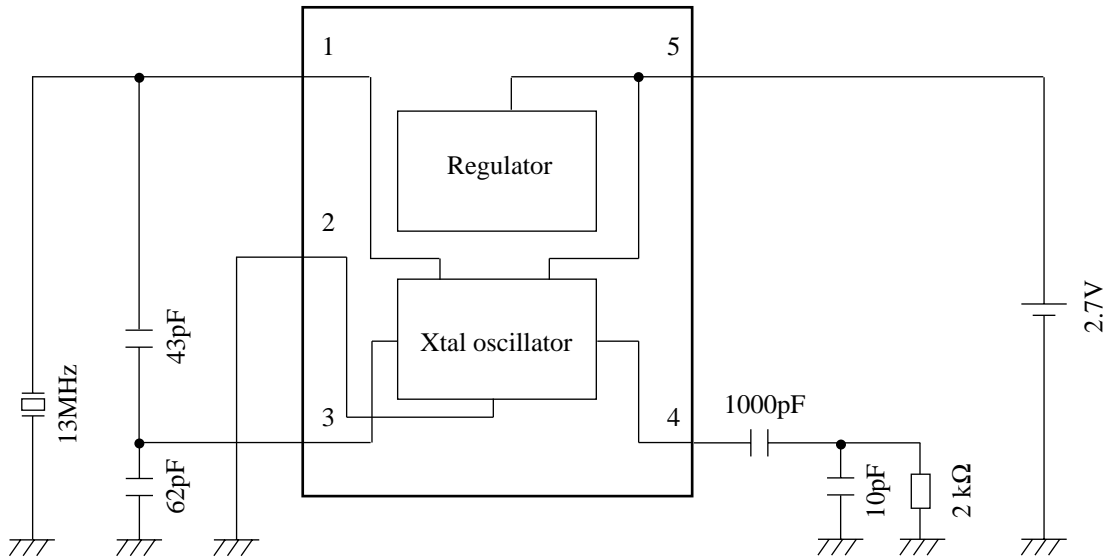 1
5
Regulator
2
Xtal oscillator
43pF
2.7V
13MHz
3
4
1000pF
62pF
10pF
2 kΩ